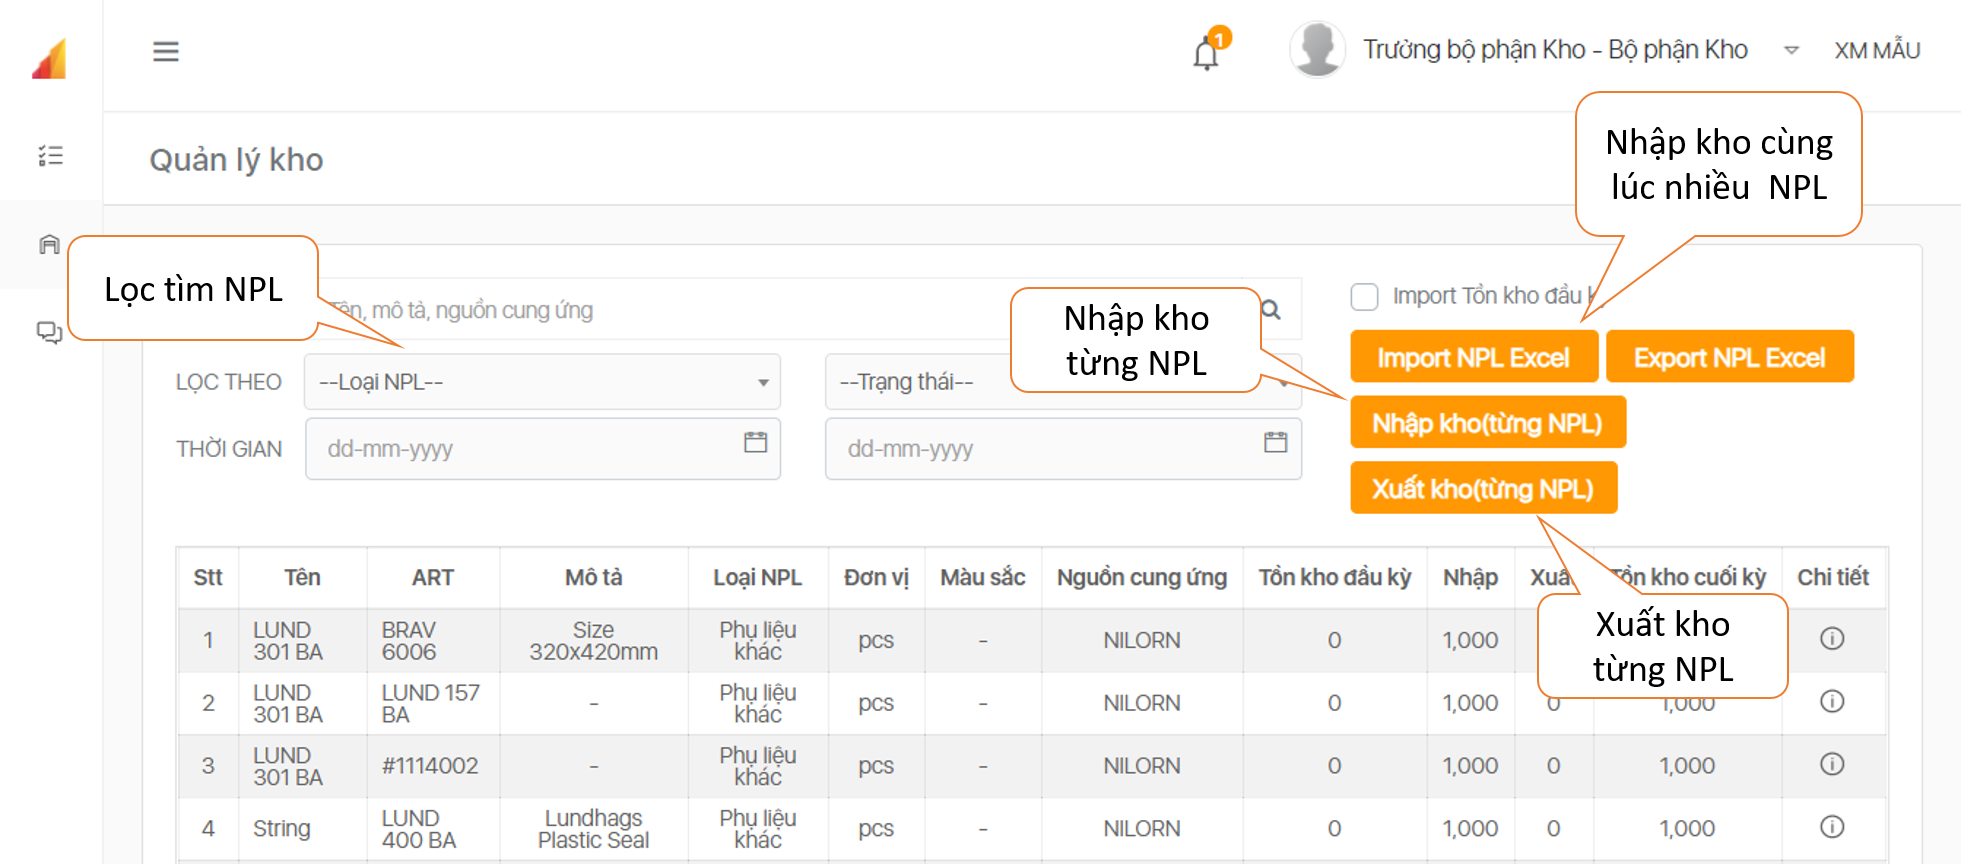 1
Trưởng bộ phận Kho - Bộ phận Kho
XM MẪU
Quản lý kho
Nhập kho cùng
lúc nhiều NPL
Lọc tìm NPL
Tên, mô tả, nguồn cung ứng
Nhập kho
từng NPL
Import Tồn kho đầu
Import NPL Excel
Export NPL Excel
LỌC THEO
--Loại NPL--
--Trạng thái--
Nhập kho(từng NPL)
THỜI GIAN
dd-mm-yyyy
dd-mm-yyyy
Xuất kho(từng NPL)
Stt Tên ART Mô tả Loại NPL Đơn vị Màu sắc Nguồn cung ứng Tồn kho đầu kỳ Nhập Xuất Tồn kho cuối kỳ Chi tiết
Xuất kho
từng NPL
1 LUND 301 BA BRAV 6006 Size 320x420mm Phụ liệu khác pcs - NILORN 0 1,000
2 LUND 301 BA LUND 157 BA - Phụ liệu khác pcs - NILORN 0 1,000 0 1,000
3 LUND 301 BA #1114002 - Phụ liệu khác pcs - NILORN 0 1,000 0 1,000
4 String LUND 400 BA Lundhags Plastic Seal Phụ liệu khác pcs - NILORN 0 1,000 0 1,000